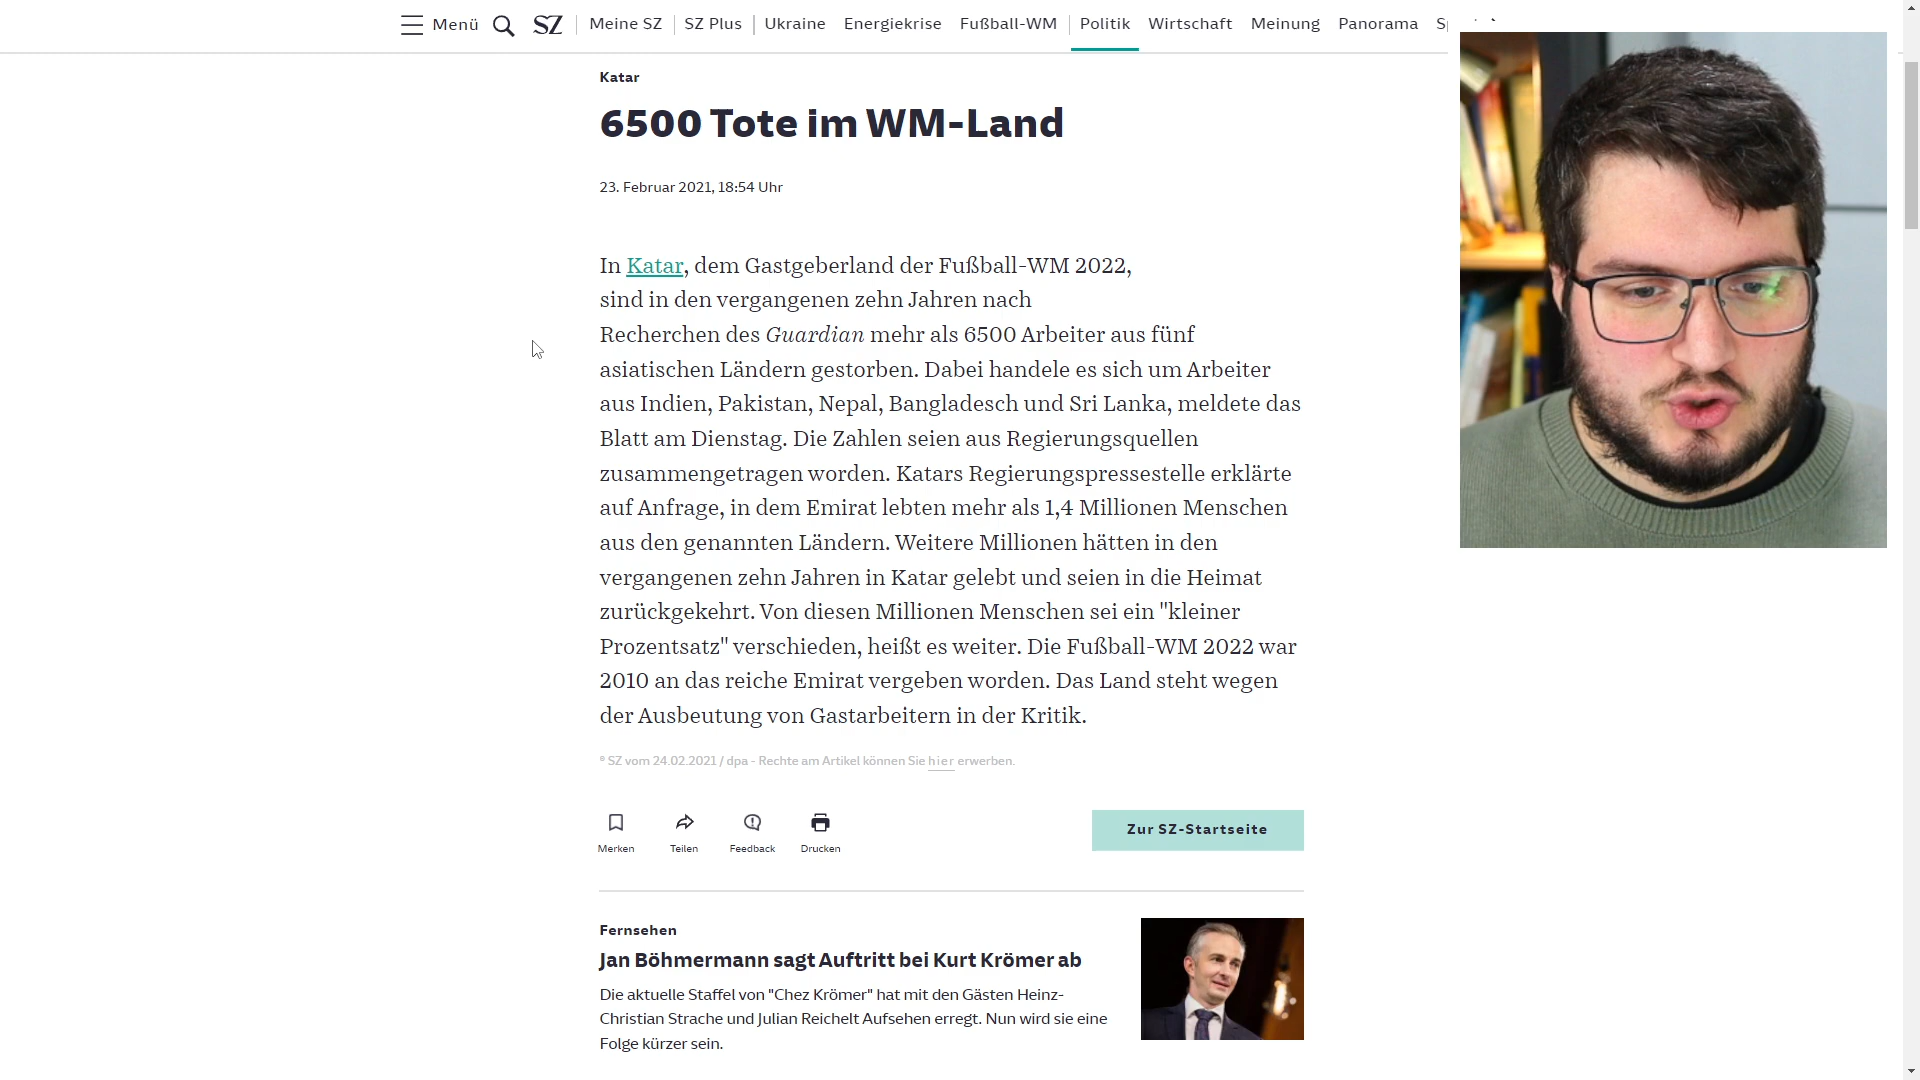 Menü SZ Meine SZ SZ Plus Ukraine Energiekrise Fußball-WM Politik Wirtschaft Meinung Panorama
Katar
6500 Tote im WM-Land
23. Februar 2021, 18:54 Uhr
In Katar, dem Gastgeberland der Fußball-WM 2022,
sind in den vergangenen zehn Jahren nach
Recherchen des Guardian mehr als 6500 Arbeiter aus fünf
asiatischen Ländern gestorben. Dabei handele es sich um Arbeiter
aus Indien, Pakistan, Nepal, Bangladesch und Sri Lanka, meldete das
Blatt am Dienstag. Die Zahlen seien aus Regierungsquellen
zusammengetragen worden. Katars Regierungspressestelle erklärte
auf Anfrage, in dem Emirat lebten mehr als 1,4 Millionen Menschen
aus den genannten Ländern. Weitere Millionen hätten in den
vergangenen zehn Jahren in Katar gelebt und seien in die Heimat
zurückgekehrt. Von diesen Millionen Menschen sei ein "kleiner
Prozentsatz" verschieden, heißt es weiter. Die Fußball-WM 2022 war
2010 an das reiche Emirat vergeben worden. Das Land steht wegen
der Ausbeutung von Gastarbeitern in der Kritik.
© SZ vom 24.02.2021 / dpa - Rechte am Artikel können Sie hier erwerben.
Merken Teilen Feedback Drucken
Zur SZ-Startseite
Fernsehen
Jan Böhmermann sagt Auftritt bei Kurt Krömer ab
Die aktuelle Staffel von "Chez Krömer" hat mit den Gästen Heinz-
Christian Strache und Julian Reichelt Aufsehen erregt. Nun wird sie eine
Folge kürzer sein.